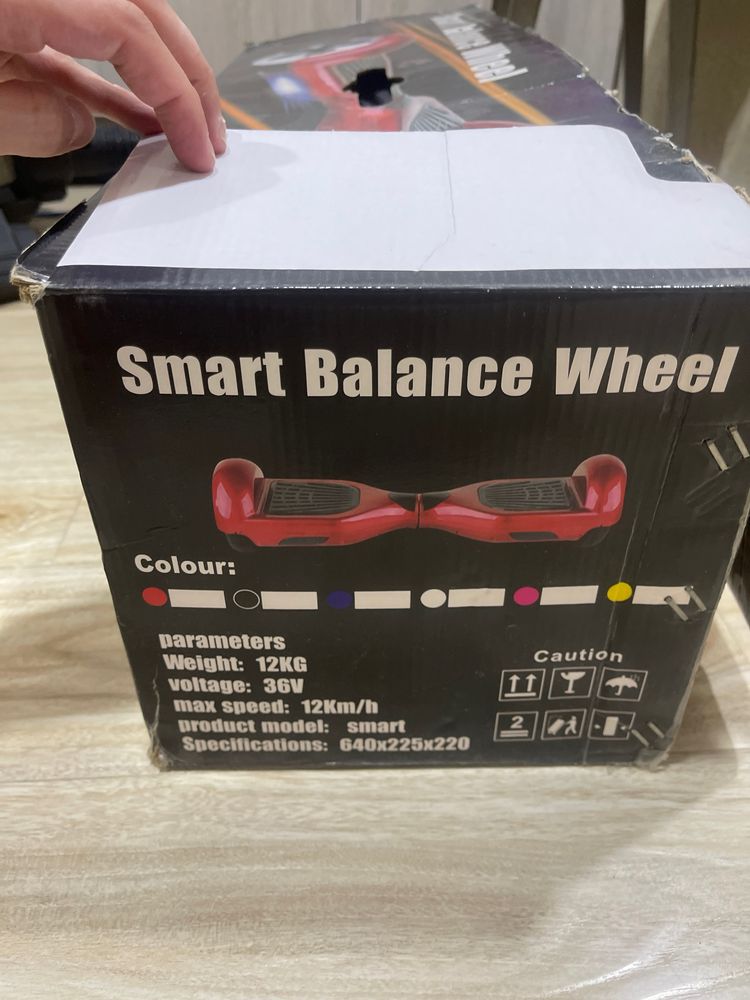 Wheel
Smart Balance Wheel
Colour:
parameters
Weight: 12KG
voltage: 36V
max speed: 12Km/h
product model: smart
Specifications: 640x225x220
Caution
2